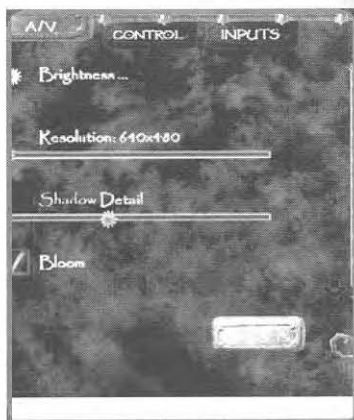 A/V
CONTROL
INPUTS
Brightness ...
Resolution: 640x480
Shadow Detail
Bloom